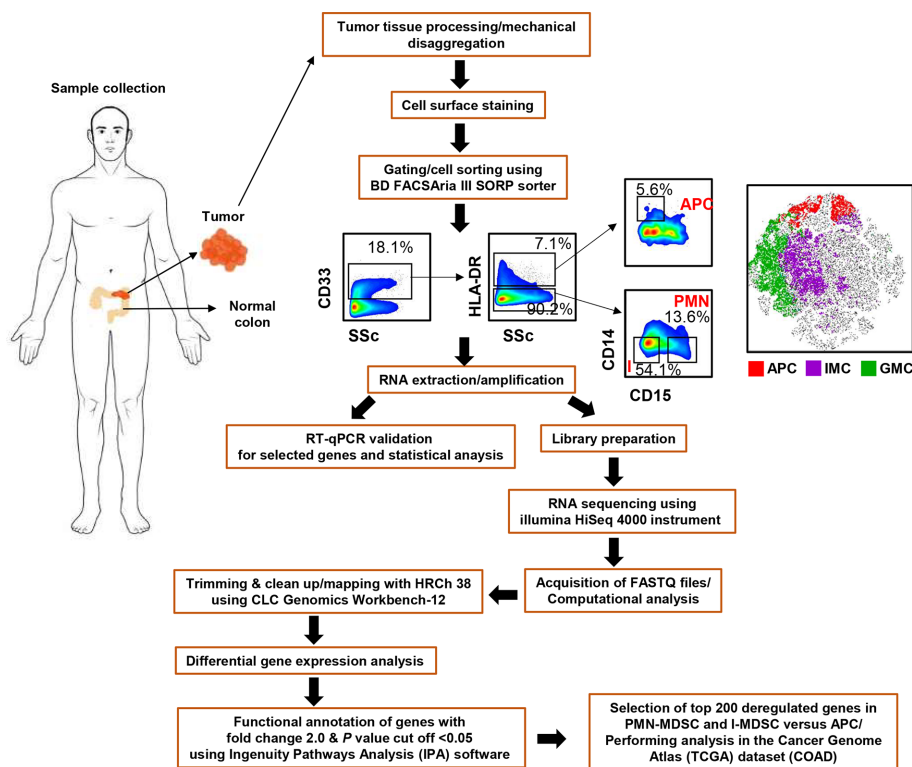 Tumor tissue processing/mechanical
disaggregation
Sample collection
Cell surface staining
Gating/cell sorting using
BD FACSAria III SORP sorter
Tumor
Normal
colon
18.1%
CD33
SSc
7.1%
HLA-DR
90.2%
SSc
5.6%
APC
PMN
13.6%
CD14
I
54.1%
CD15
APC
IMC
GMC
RNA extraction/amplification
RT-qPCR validation
for selected genes and statistical anaysis
Library preparation
RNA sequencing using
illumina HiSeq 4000 instrument
Acquisition of FASTQ files/
Computational analysis
Trimming & clean up/mapping with HRCh 38
using CLC Genomics Workbench-12
Differential gene expression analysis
Functional annotation of genes with
fold change 2.0 & P value cut off <0.05
using Ingenuity Pathways Analysis (IPA) software
Selection of top 200 deregulated genes in
PMN-MDSC and I-MDSC versus APC/
Performing analysis in the Cancer Genome
Atlas (TCGA) dataset (COAD)